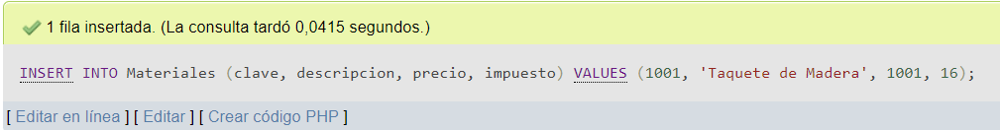 1 fila insertada. (La consulta tardó 0,0415 segundos.)
INSERT INTO Materiales (clave, descripcion, precio, impuesto) VALUES (1001, 'Taquete de Madera', 1001, 16);
[ Editar en línea ] [ Editar ] [ Crear código PHP ]